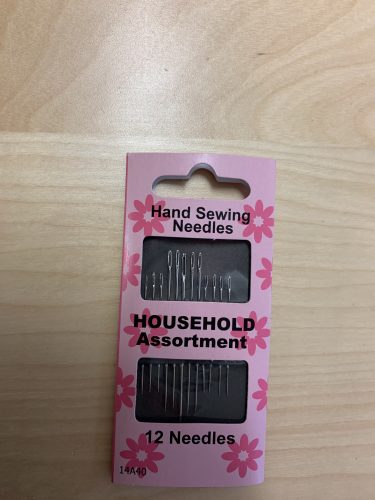 Hand Sewing
Needles
HOUSEHOLD
Assortment
12 Needles
14A40